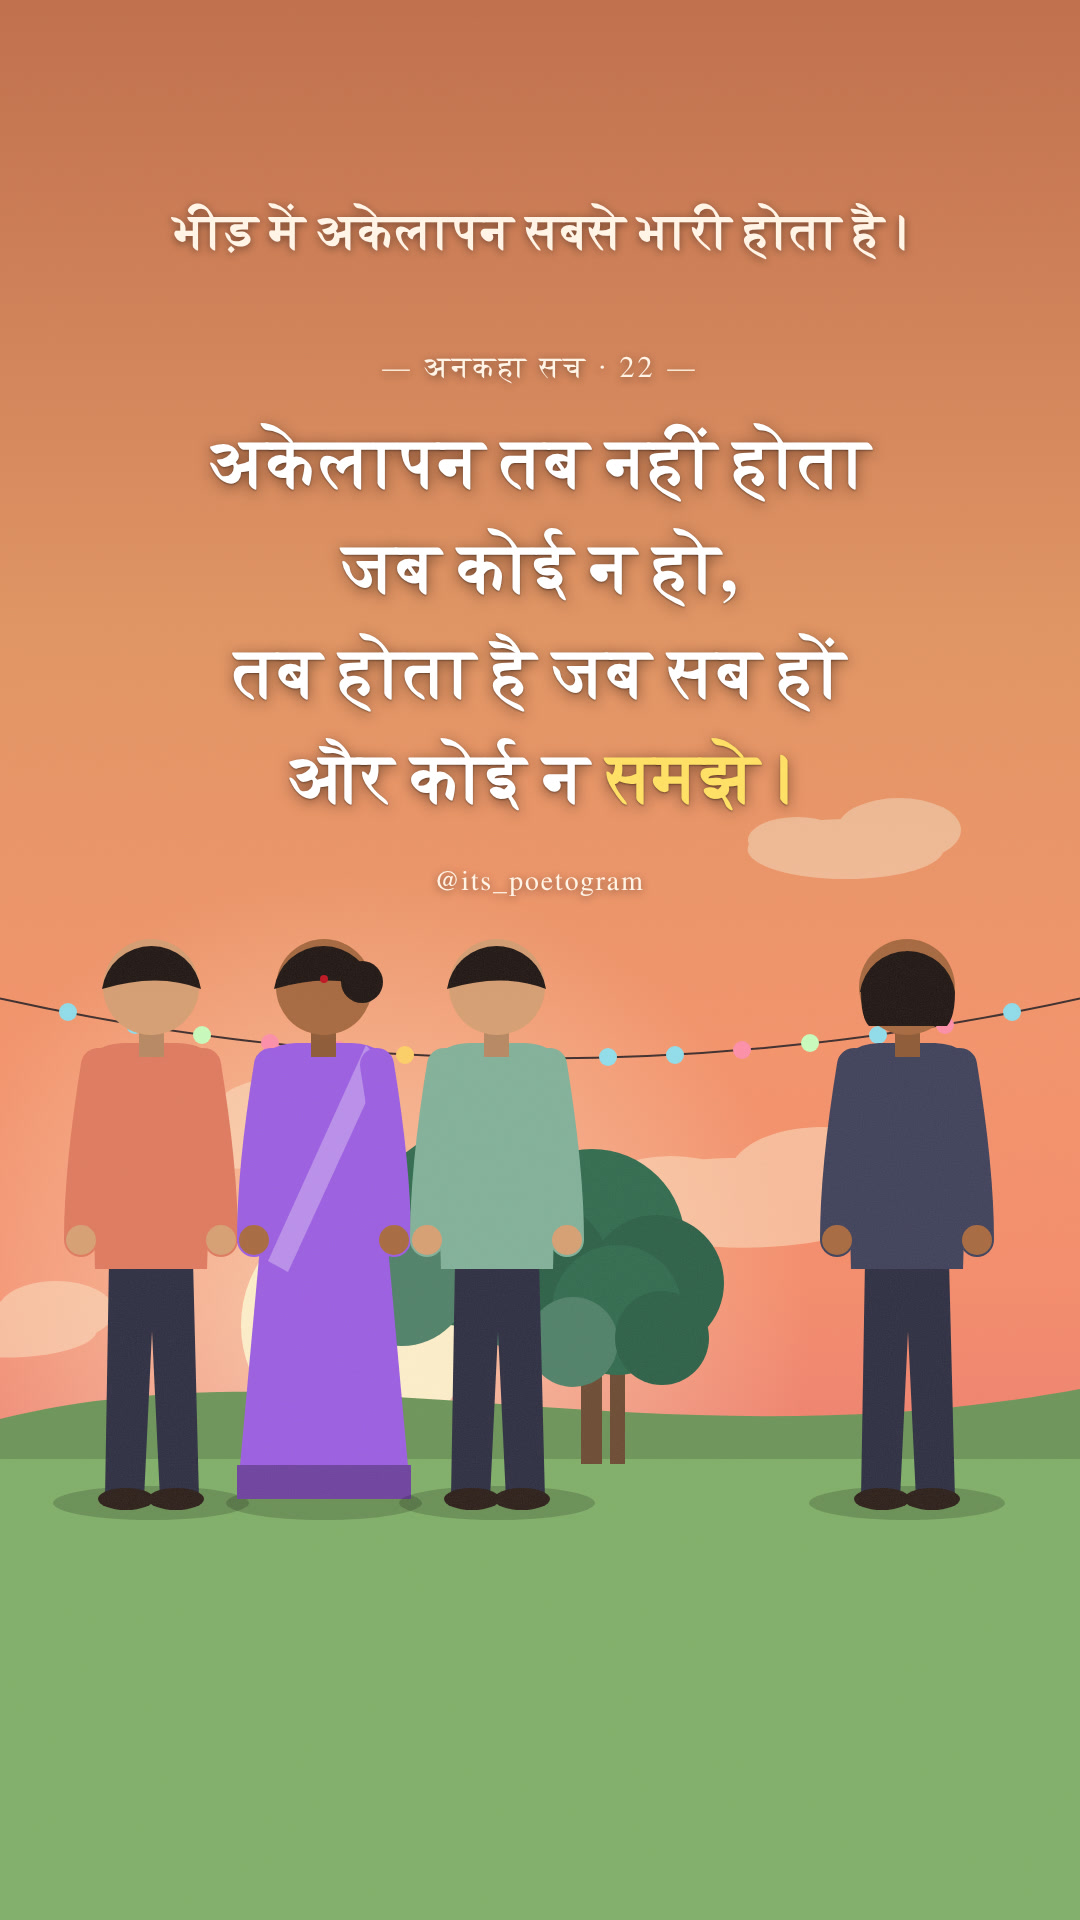 भीड़ में अकेलापन सबसे भारी होता है।
— अनकहा सच · 22 —
अकेलापन तब नहीं होता
जब कोई न हो,
तब होता है जब सब हों
और कोई न समझे।
@its_poetogram